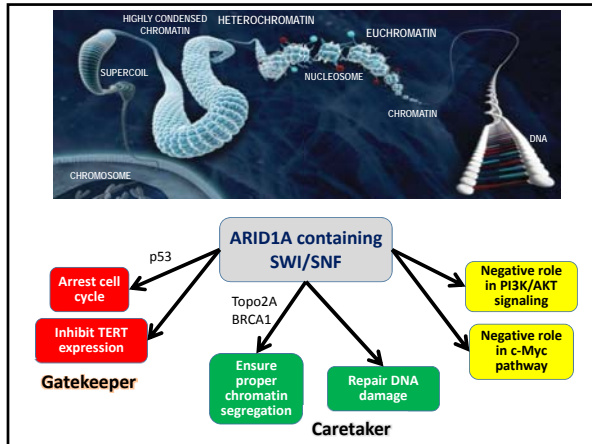 HIGHLY CONDENSED
CHROMATIN
HETEROCHROMATIN
EUCHROMATIN
SUPERCOIL
NUCLEOSOME
CHROMATIN
DNA
CHROMOSOME
ARID1A containing
SWI/SNF
p53
Arrest cell
cycle
Inhibit TERT
expression
Gatekeeper
Topo2A
BRCA1
Ensure
proper
chromatin
segregation
Repair DNA
damage
Caretaker
Negative role
in PI3K/AKT
signaling
Negative role
in c-Myc
pathway